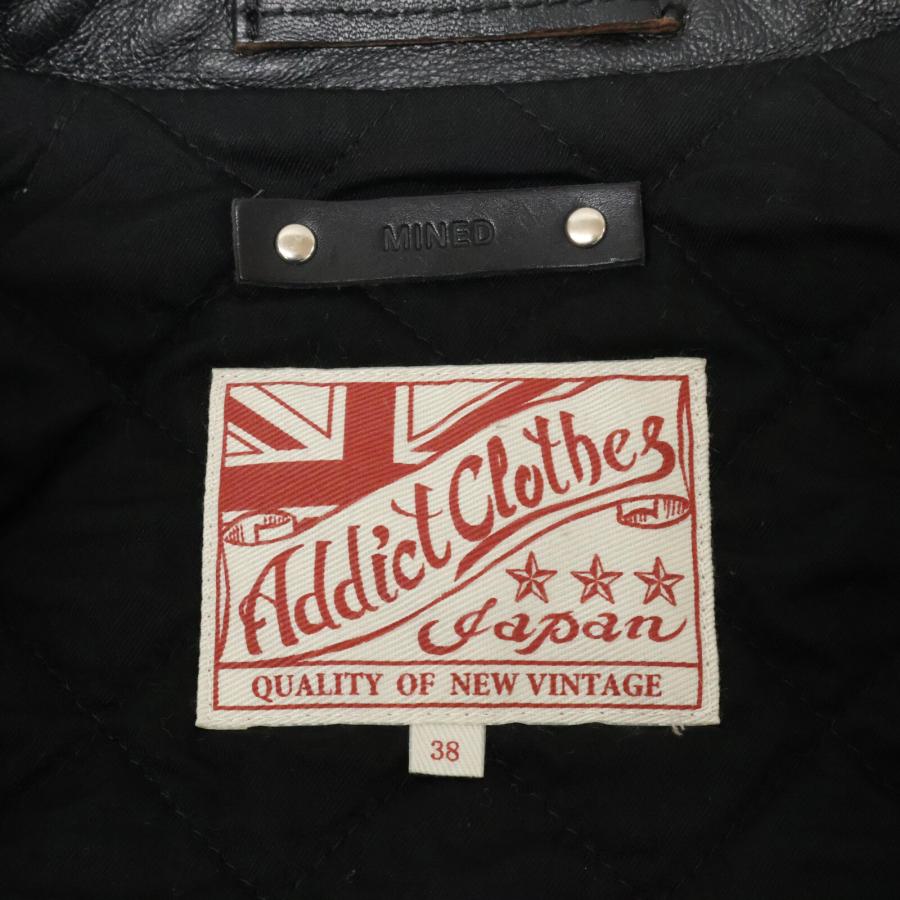 MINED
Addict Clothes
Japan
QUALITY OF NEW VINTAGE
38